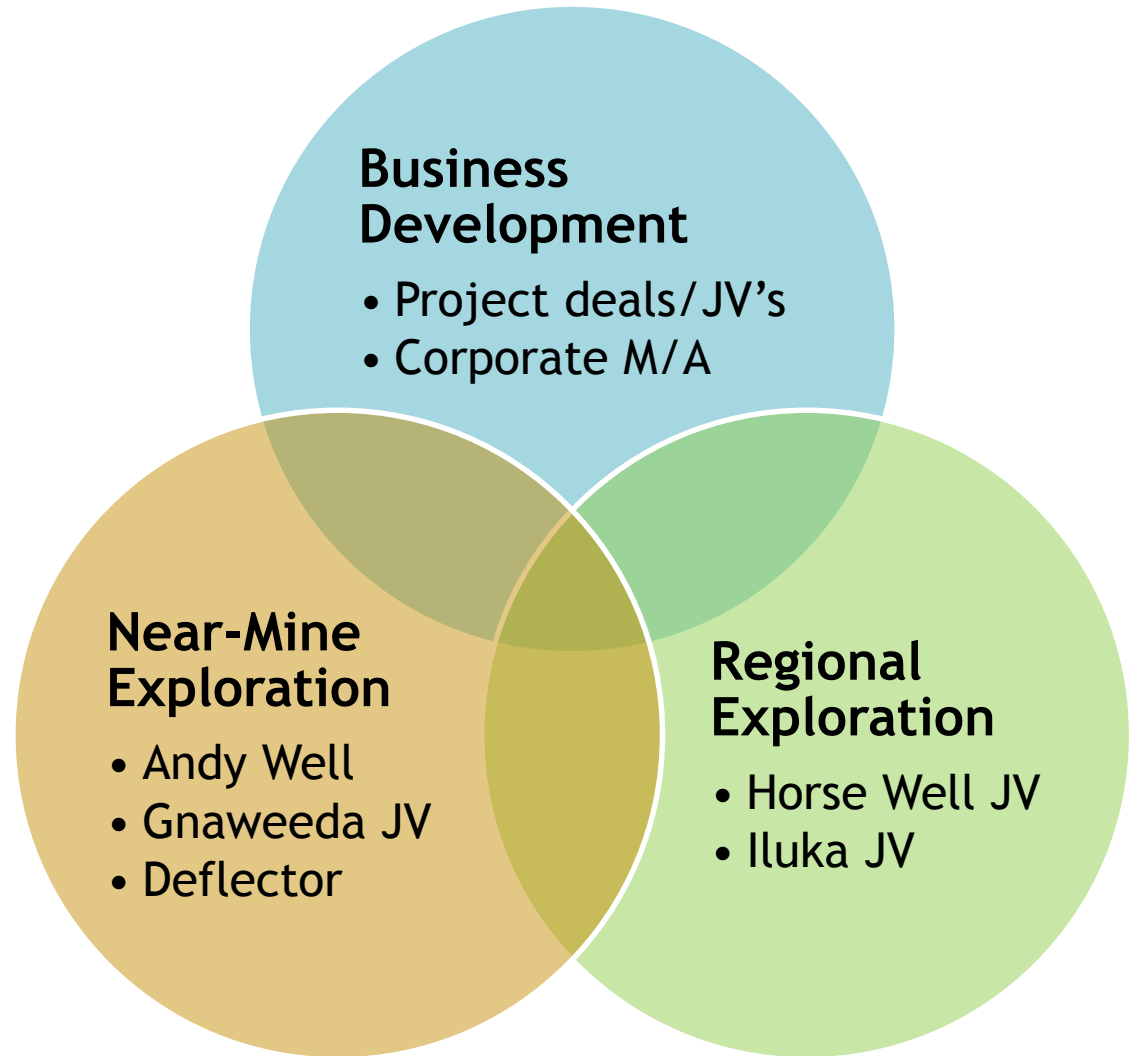 Business
Development
• Project deals/JV’s
• Corporate M/A
Near-Mine
Exploration
• Andy Well
• Gnaweeda JV
• Deflector
Regional
Exploration
• Horse Well JV
• Iluka JV